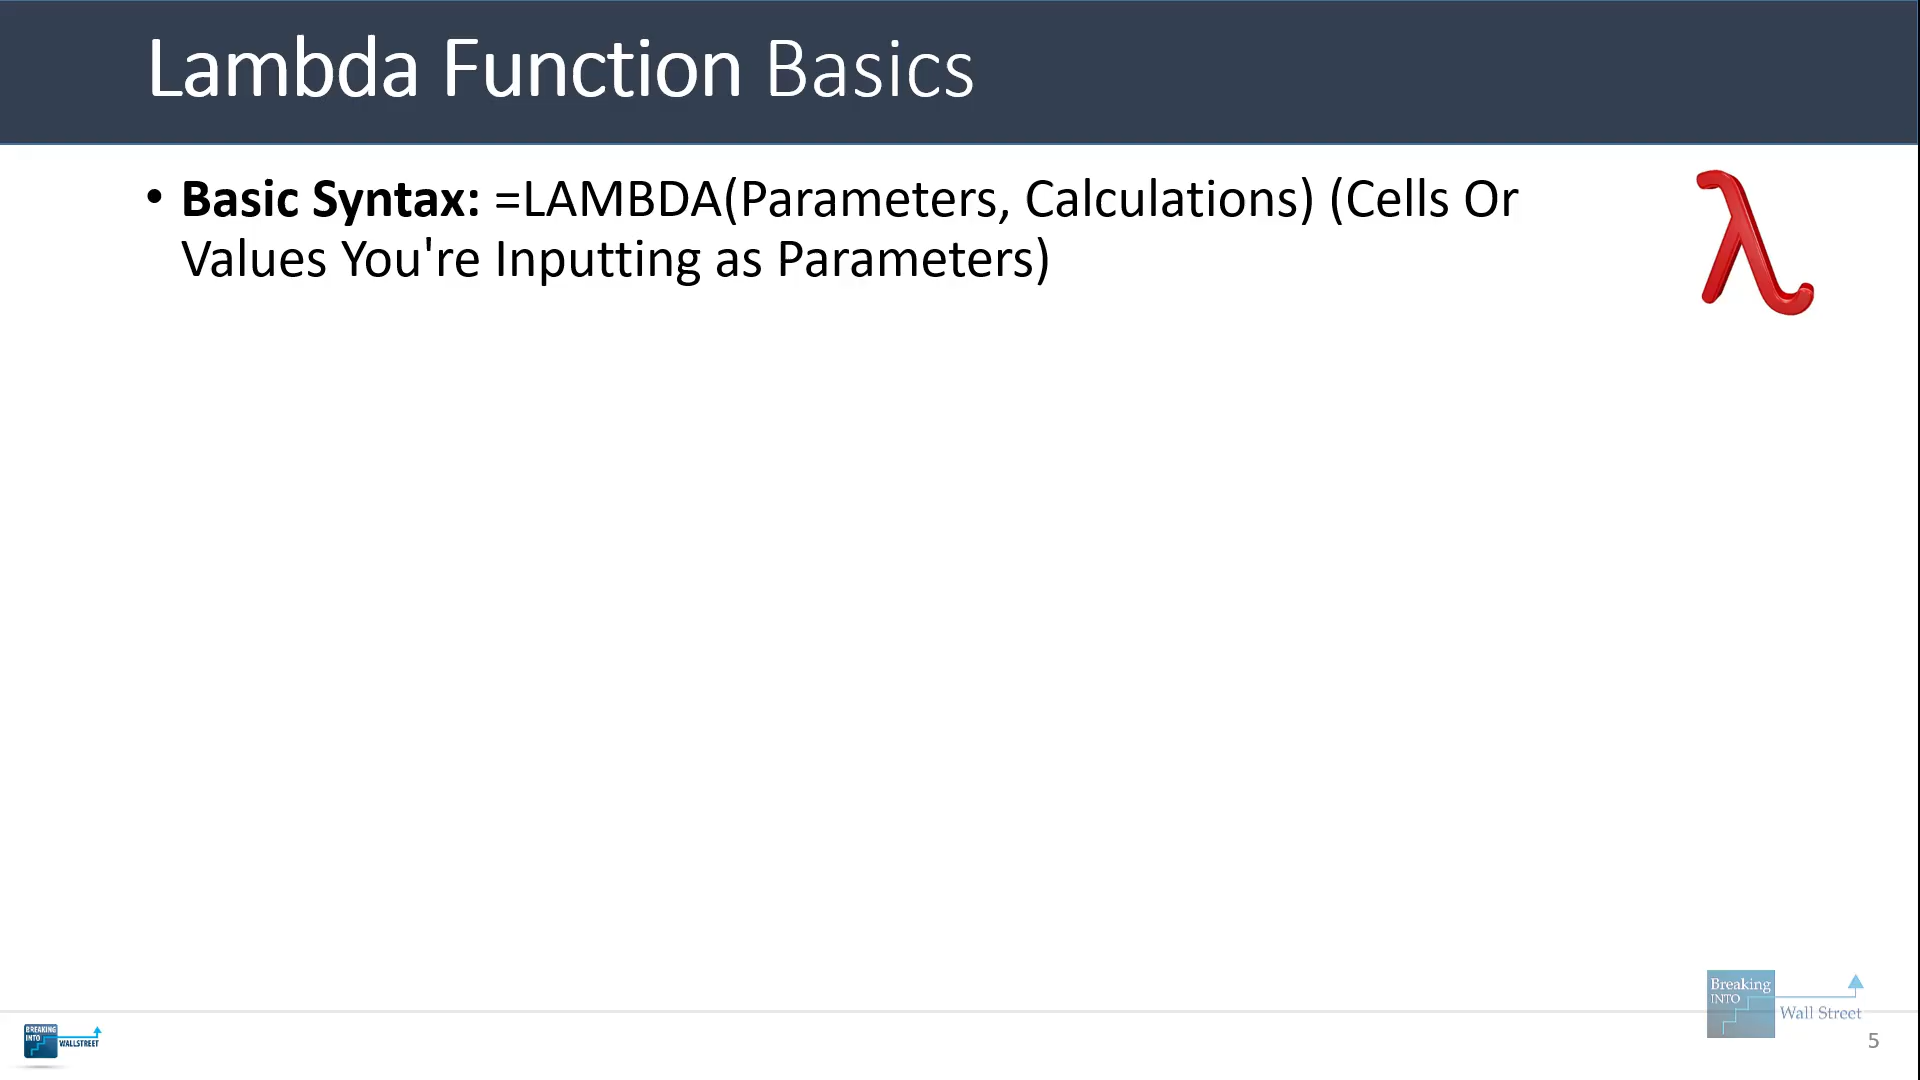 Lambda Function Basics
• Basic Syntax: =LAMBDA(Parameters, Calculations) (Cells Or
Values You're Inputting as Parameters)
λ
Breaking
INTO
Wall Street
BREAKING
INTO
WALLSTREET
5